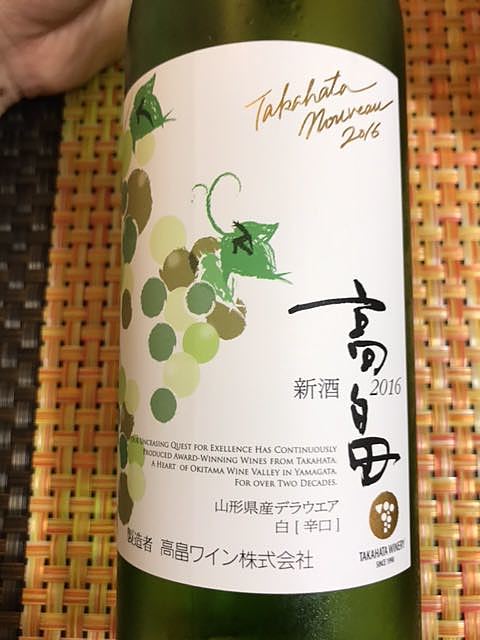 Takahata
Nouveau
2016
高畠
新酒 2016
Our Unceasing Quest for Exellence Has Continuously
Produced Award-Winning Wines from Takahata,
A Heart of Okitama Wine Valley in Yamagata.
For over Two Decades.
山形県産デラウエア
白 [ 辛口 ]
製造者 高畠ワイン株式会社
TAKAHATA WINERY
SINCE 1990